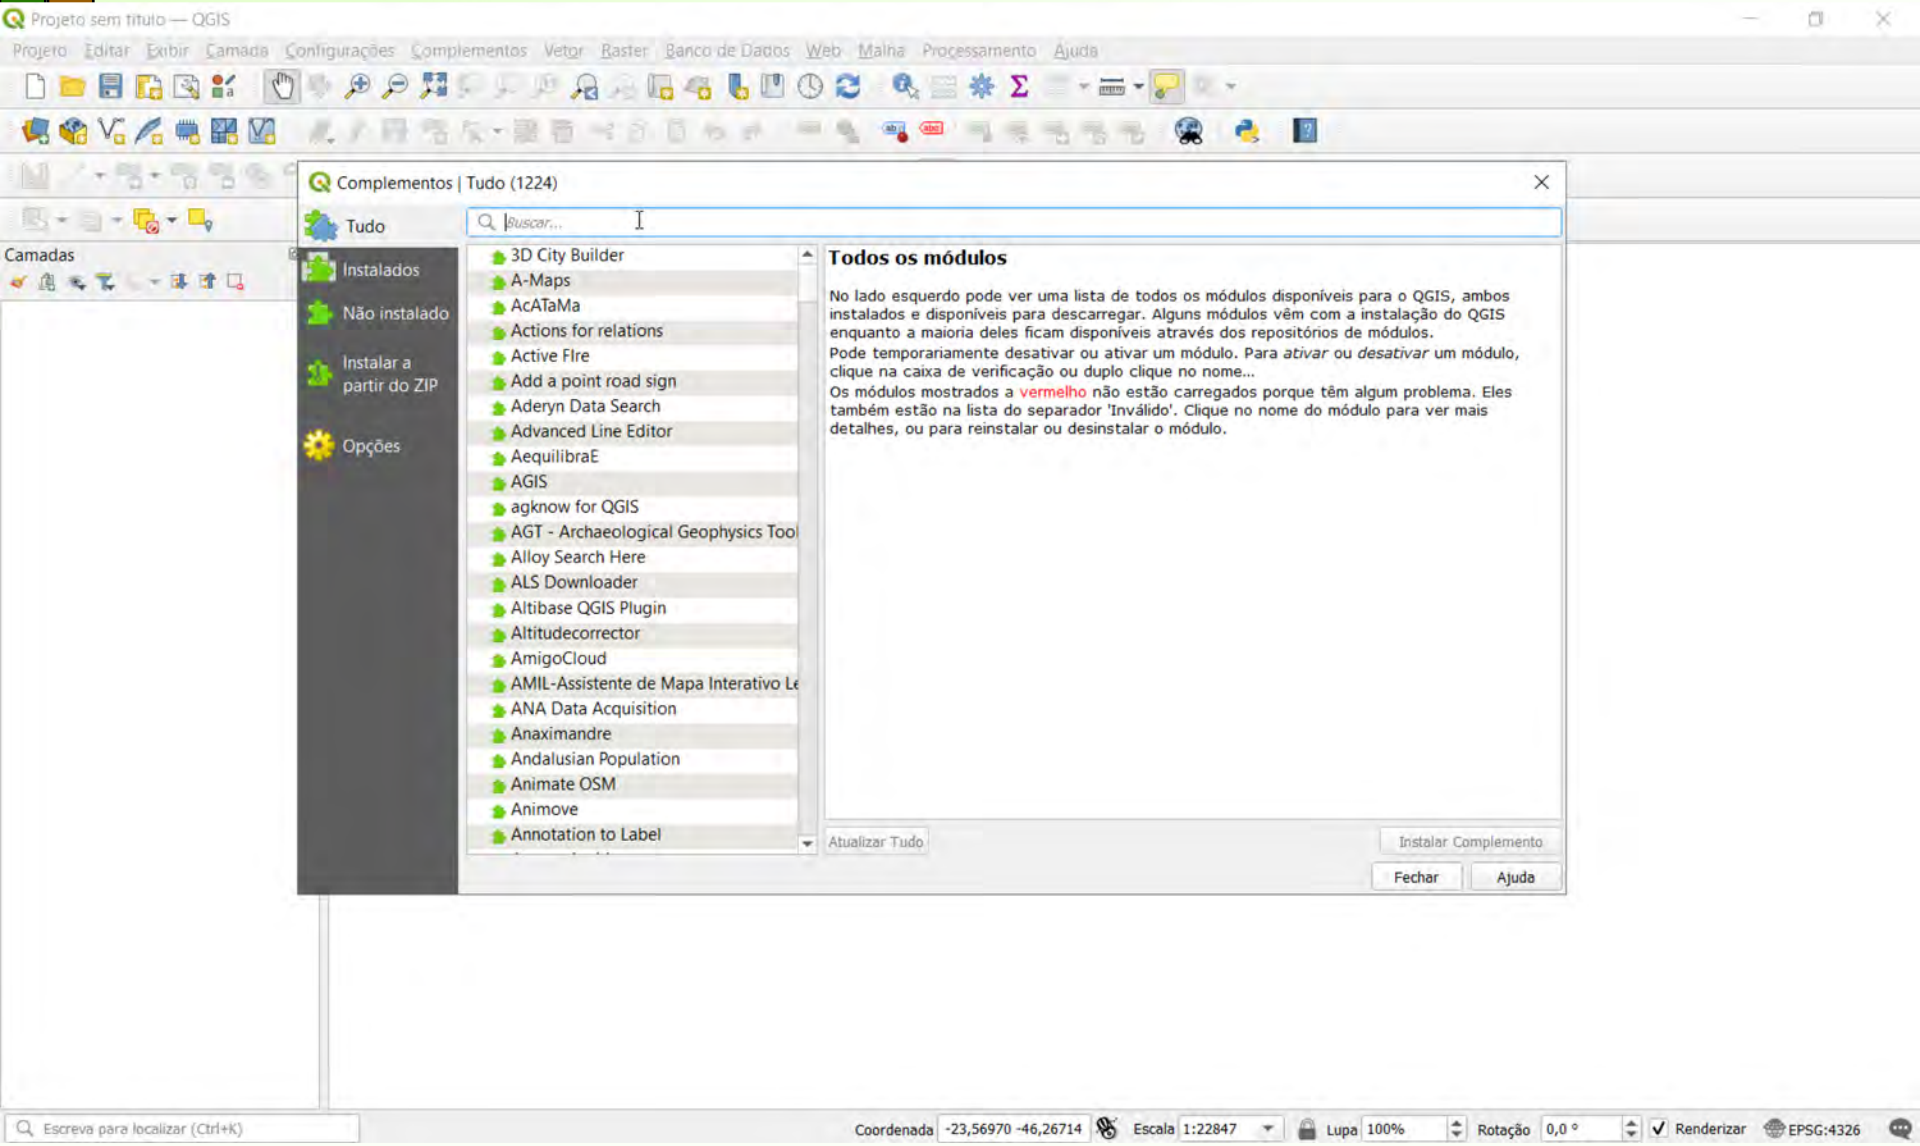 Projeto sem título — QGIS
Projeto Editar Exibir Camada Configurações Complementos Vetor Raster Banco de Dados Web Malha Processamento Ajuda
Complementos | Tudo (1224)
Tudo
Buscar...
Camadas
Instalados
Não instalado
Instalar a
partir do ZIP
Opções
3D City Builder
A-Maps
AcATaMa
Actions for relations
Active FIre
Add a point road sign
Aderyn Data Search
Advanced Line Editor
AequilibraE
AGIS
agknow for QGIS
AGT - Archaeological Geophysics Tool
Alloy Search Here
ALS Downloader
Altibase QGIS Plugin
Altitudecorrector
AmigoCloud
AMIL-Assistente de Mapa Interativo Le
ANA Data Acquisition
Anaximandre
Andalusian Population
Animate OSM
Animove
Annotation to Label
Todos os módulos
No lado esquerdo pode ver uma lista de todos os módulos disponíveis para o QGIS, ambos
instalados e disponíveis para descarregar. Alguns módulos vêm com a instalação do QGIS
enquanto a maioria deles ficam disponíveis através dos repositórios de módulos.
Pode temporariamente desativar ou ativar um módulo. Para ativar ou desativar um módulo,
clique na caixa de verificação ou duplo clique no nome...
Os módulos mostrados a vermelho não estão carregados porque têm algum problema. Eles
também estão na lista do separador 'Inválido'. Clique no nome do módulo para ver mais
detalhes, ou para reinstalar ou desinstalar o módulo.
Atualizar Tudo
Instalar Complemento
Fechar
Ajuda
Escreva para localizar (Ctrl+K)
Coordenada -23,56970 -46,26714 Escala 1:22847 Lupa 100% Rotação 0,0 ° Renderizar EPSG:4326